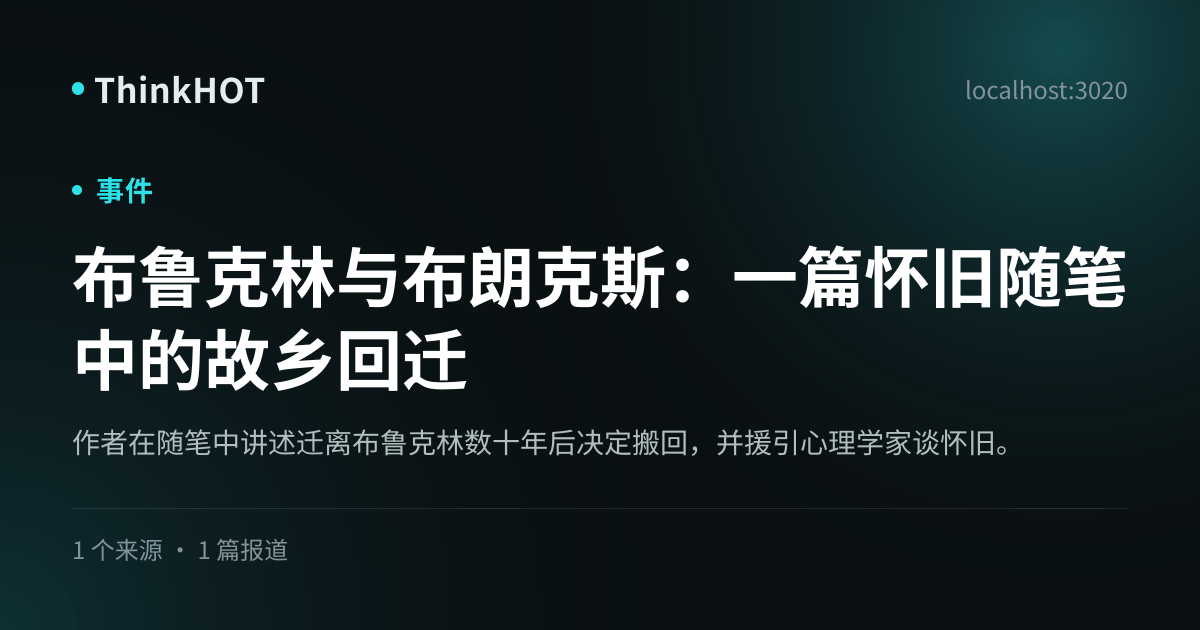 ThinkHOT
localhost:3020
事件
布鲁克林与布朗克斯：一篇怀旧随笔
中的故乡回迁
作者在随笔中讲述迁离布鲁克林数十年后决定搬回，并援引心理学家谈怀旧。
1 个来源 · 1 篇报道